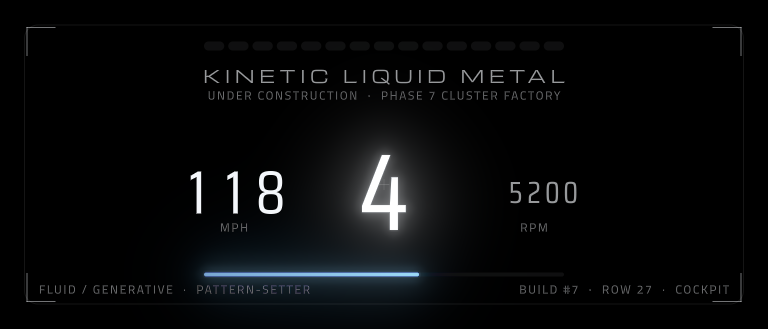 KINETIC LIQUID METAL
UNDER CONSTRUCTION · PHASE 7 CLUSTER FACTORY
118 4 5200
MPH RPM
FLUID / GENERATIVE · PATTERN-SETTER BUILD #7 · ROW 27 · COCKPIT